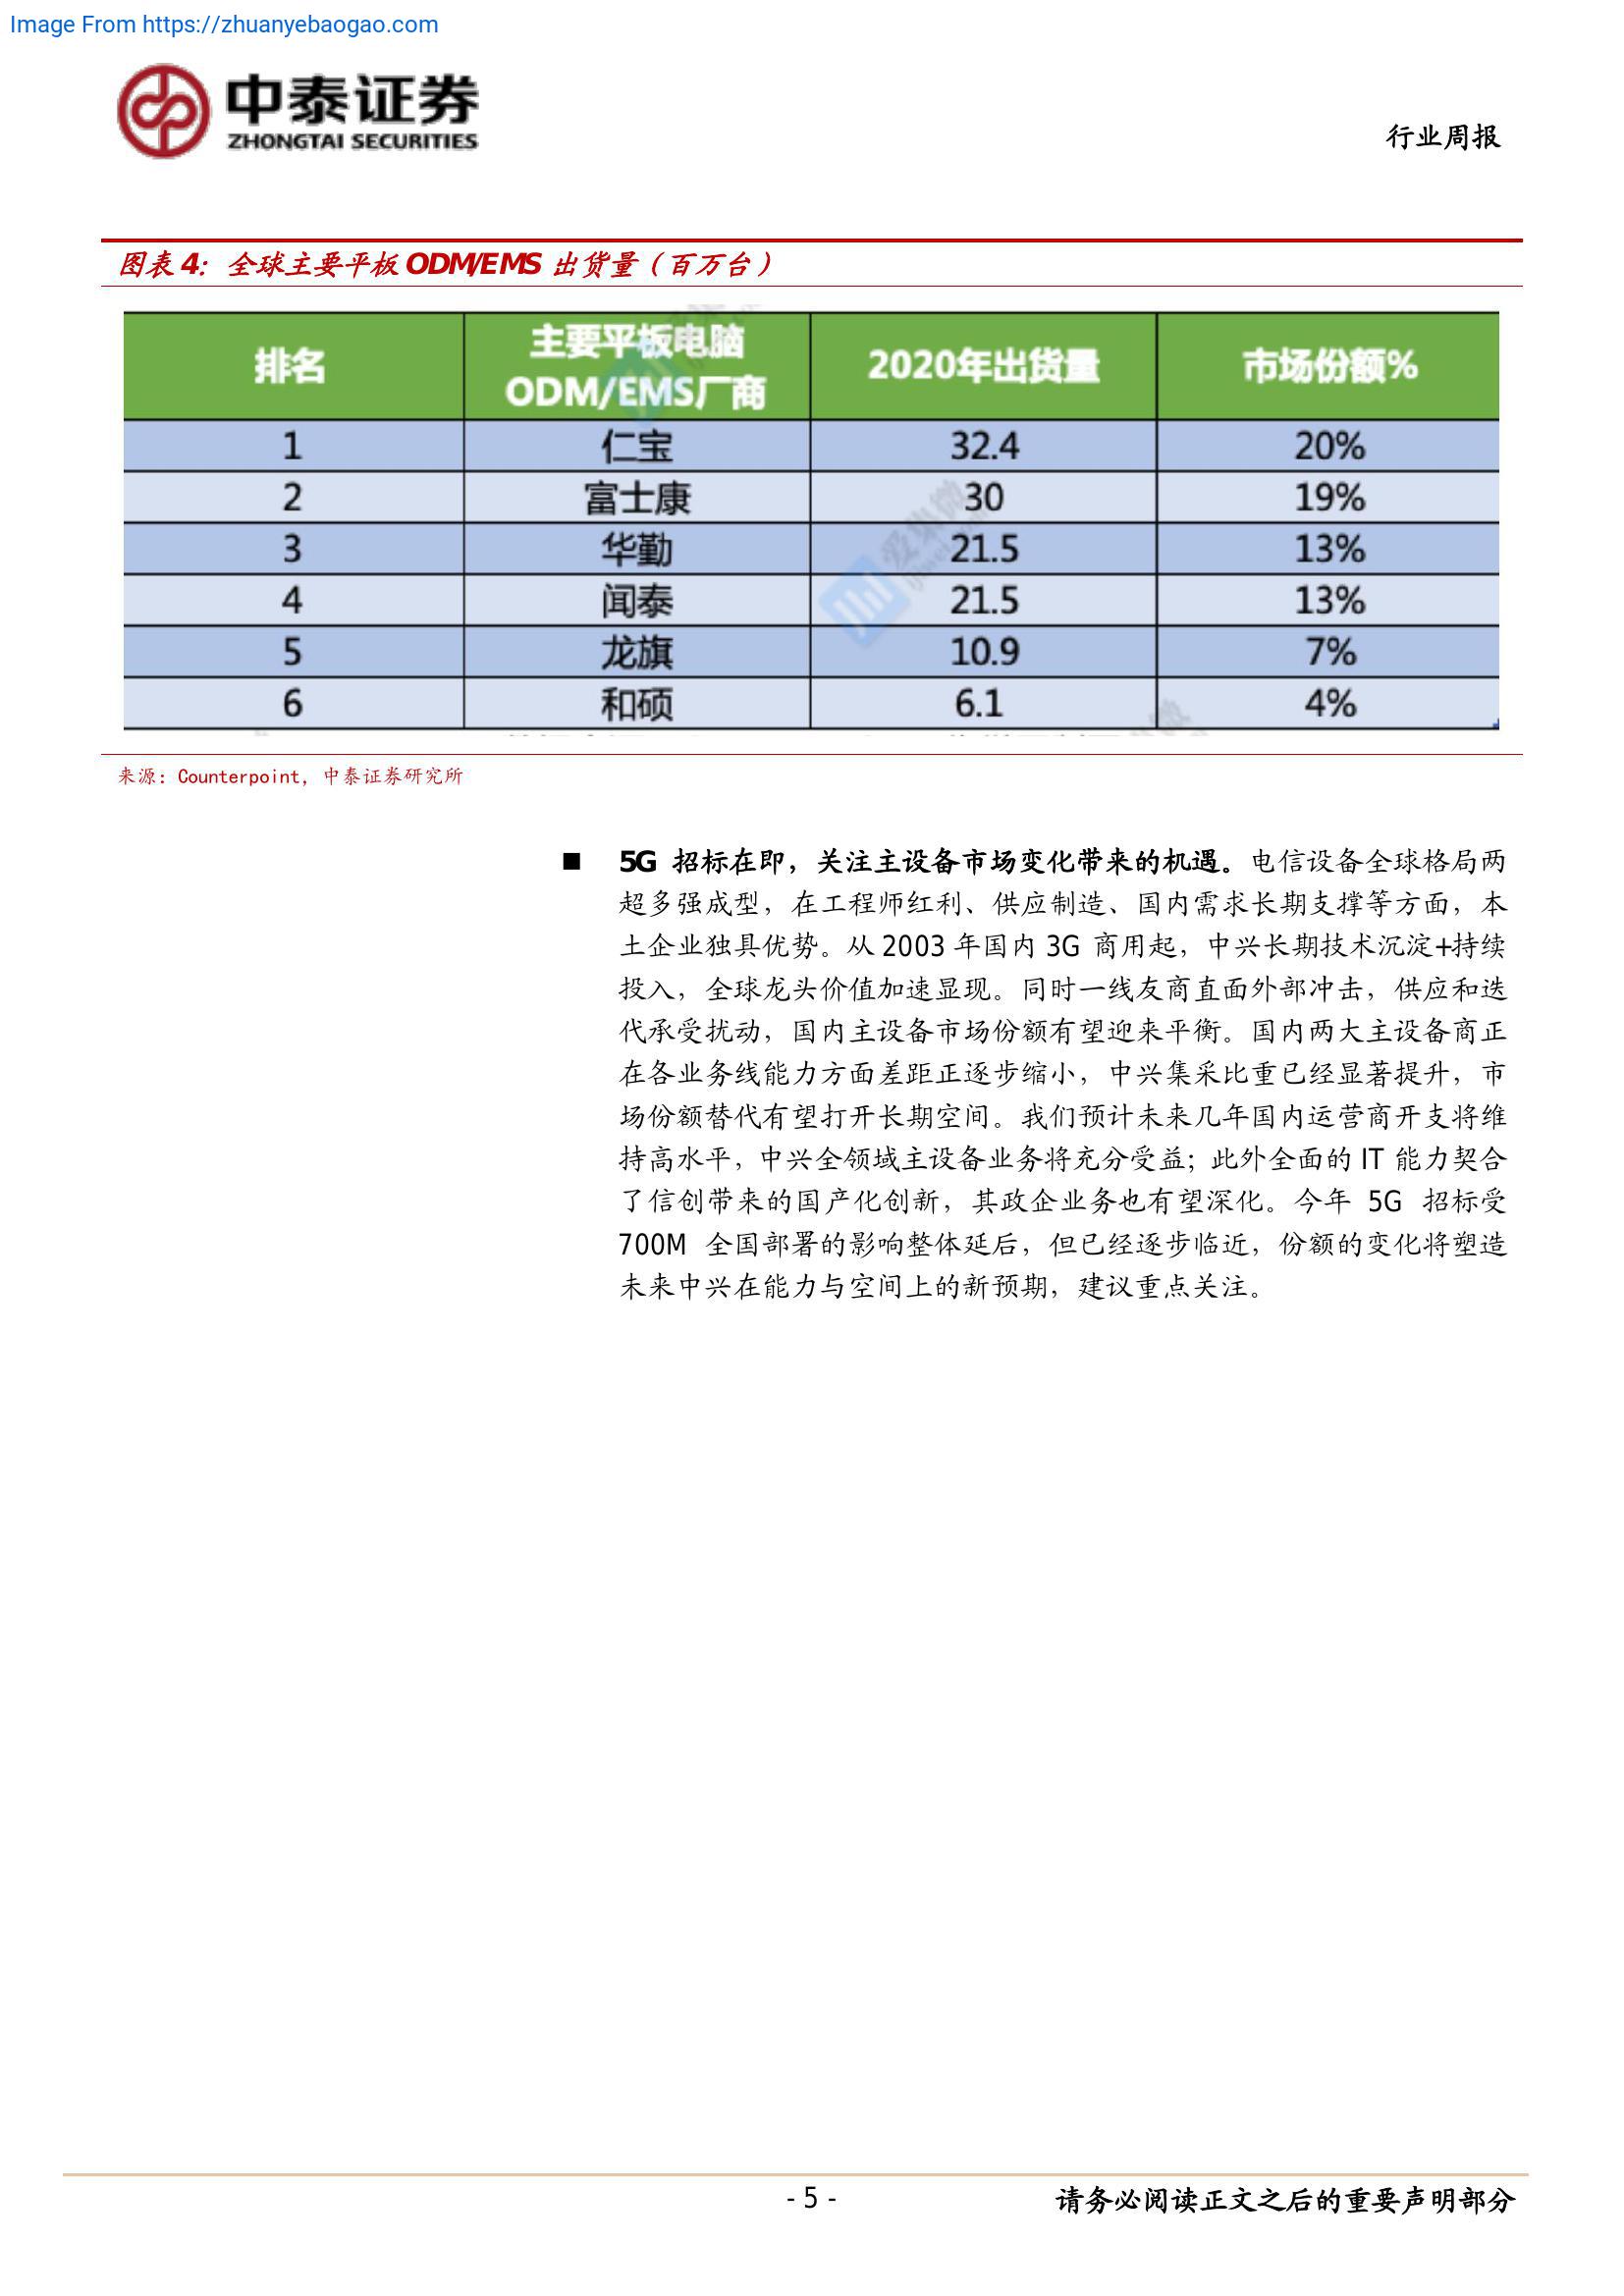 Image From https://zhuanyebaogao.com
中泰证券
ZHONGTAI SECURITIES
行业周报
图表 4：全球主要平板 ODM/EMS 出货量（百万台）
排名 主要平板电脑ODM/EMS厂商 2020年出货量 市场份额%
1 仁宝 32.4 20%
2 富士康 30 19%
3 华勤 21.5 13%
4 闻泰 21.5 13%
5 龙旗 10.9 7%
6 和硕 6.1 4%
爱集微
来源：Counterpoint, 中泰证券研究所
■ 5G 招标在即，关注主设备市场变化带来的机遇。电信设备全球格局两
超多强成型，在工程师红利、供应制造、国内需求长期支撑等方面，本
土企业独具优势。从 2003 年国内 3G 商用起，中兴长期技术沉淀+持续
投入，全球龙头价值加速显现。同时一线友商直面外部冲击，供应和迭
代承受扰动，国内主设备市场份额有望迎来平衡。国内两大主设备商正
在各业务线能力方面差距正逐步缩小，中兴集采比重已经显著提升，市
场份额替代有望打开长期空间。我们预计未来几年国内运营商开支将维
持高水平，中兴全领域主设备业务将充分受益；此外全面的 IT 能力契合
了信创带来的国产化创新，其政企业务也有望深化。今年 5G 招标受
700M 全国部署的影响整体延后，但已经逐步临近，份额的变化将塑造
未来中兴在能力与空间上的新预期，建议重点关注。
- 5 -
请务必阅读正文之后的重要声明部分